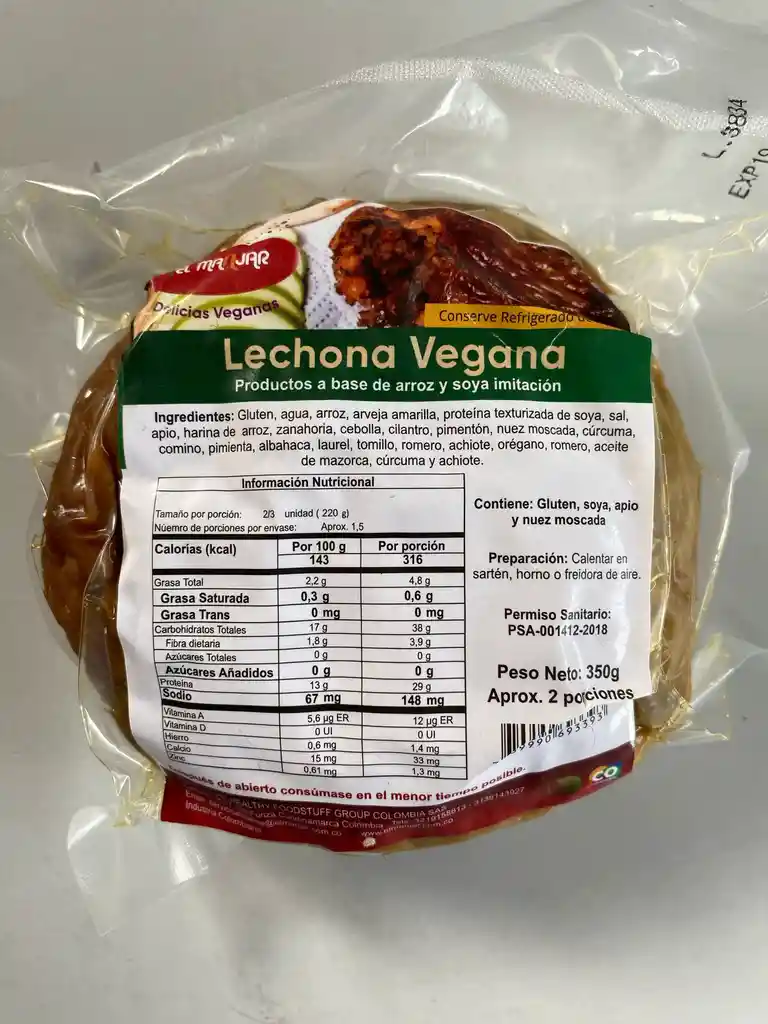 L.3834
EXP 19
EL MANJAR
Delicias Veganas
Conserve Refrigerado
Lechona Vegana
Productos a base de arroz y soya imitación
Ingredientes: Gluten, agua, arroz, arveja amarilla, proteína texturizada de soya, sal,
apio, harina de arroz, zanahoria, cebolla, cilantro, pimentón, nuez moscada, cúrcuma,
comino, pimienta, albahaca, laurel, tomillo, romero, achiote, orégano, romero, aceite
de mazorca, cúrcuma y achiote.
Información Nutricional
Tamaño por porción: 2/3 unidad ( 220 g)
Núemro de porciones por envase: Aprox. 1,5
Calorías (kcal) Por 100 g Por porción
143 316
Grasa Total 2,2 g 4,8 g
Grasa Saturada 0,3 g 0,6 g
Grasa Trans 0 mg 0 mg
Carbohidratos Totales 17 g 38 g
Fibra dietaria 1,8 g 3,9 g
Azúcares Totales 0 g 0 g
Azúcares Añadidos 0 g 0 g
Proteína 13 g 29 g
Sodio 67 mg 148 mg
Vitamina A 5,6 µg ER 12 µg ER
Vitamina D 0 UI 0 UI
Hierro 0,6 mg 1,4 mg
Calcio 15 mg 33 mg
Zinc 0,61 mg 1,3 mg
Contiene: Gluten, soya, apio
y nuez moscada
Preparación: Calentar en
sartén, horno o freidora de aire.
Permiso Sanitario:
PSA-001412-2018
Peso Neto: 350g
Aprox. 2 porciones
Después de abierto consúmase en el menor tiempo posible.
HEALTHY FOODSTUFF GROUP COLOMBIA SAS
Cundinamarca Colombia
Industria Colombiana
CO